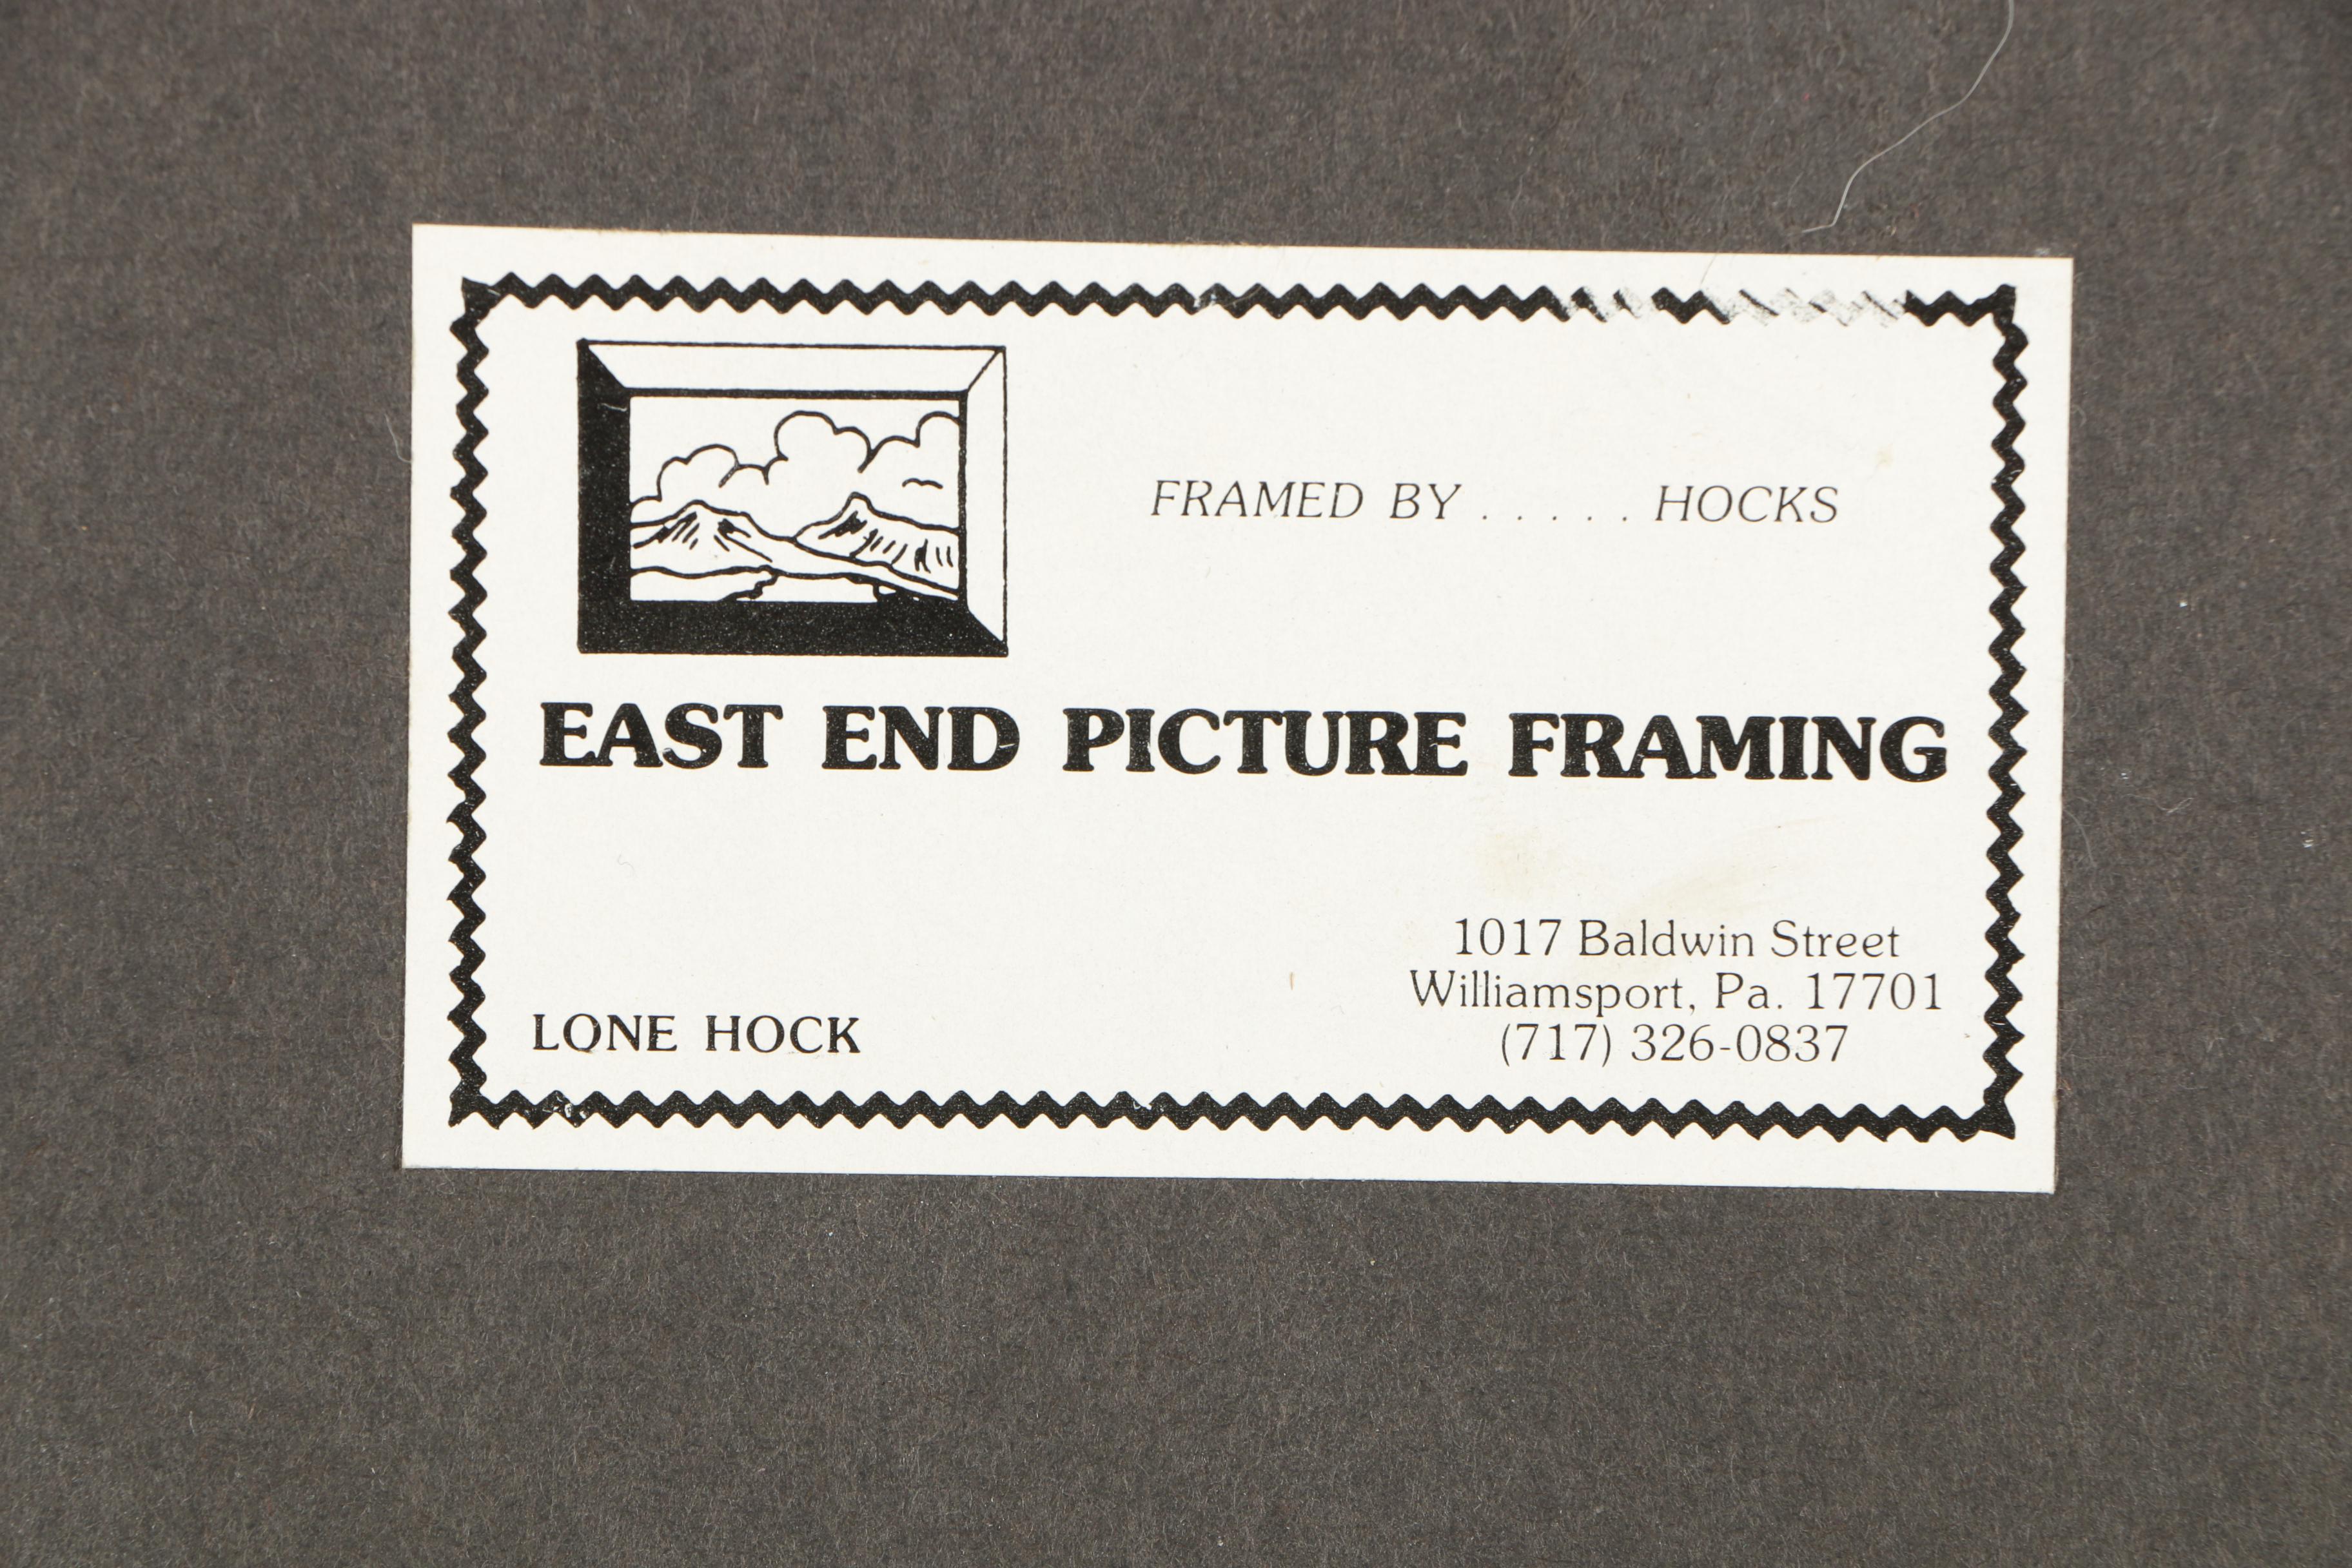 FRAMED BY . . . . . HOCKS
EAST END PICTURE FRAMING
LONE HOCK
1017 Baldwin Street
Williamsport, Pa. 17701
(717) 326-0837